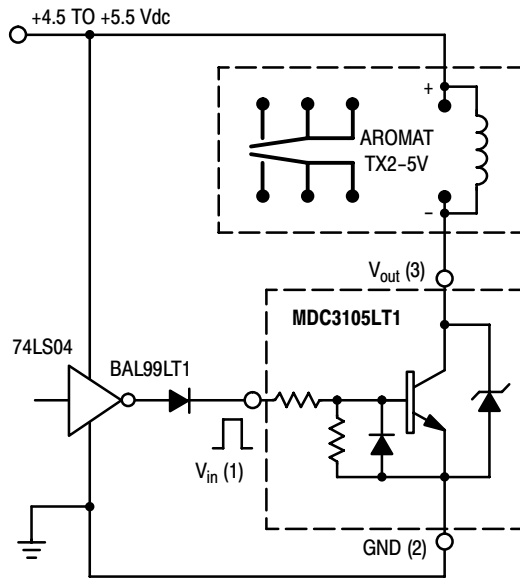 +4.5 TO +5.5 Vdc
+
AROMAT
TX2-5V
−
Vout (3)
MDC3105LT1
74LS04
BAL99LT1
Vin (1)
GND (2)